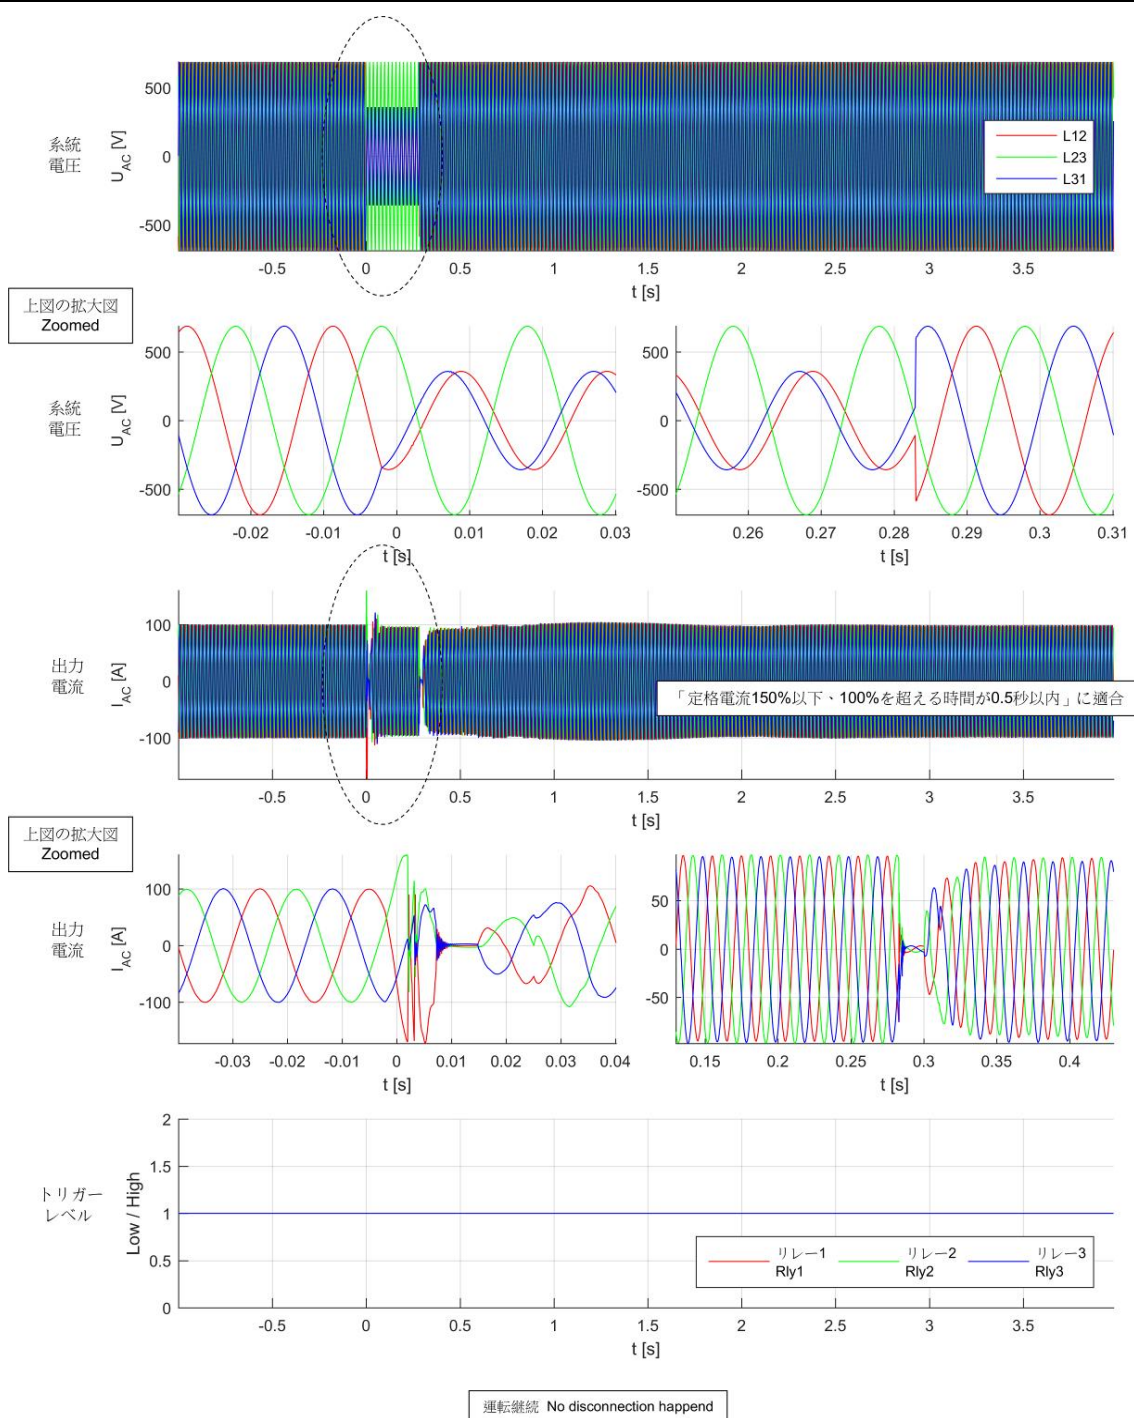 500
0
-500
系統
電圧
U_AC [V]
L12
L23
L31
-0.5 0 0.5 1 1.5 2 2.5 3 3.5
t [s]
上図の拡大図
Zoomed
500
0
-500
系統
電圧
U_AC [V]
-0.02 -0.01 0 0.01 0.02 0.03
t [s]
500
0
-500
0.26 0.27 0.28 0.29 0.3 0.31
t [s]
100
0
-100
出力
電流
I_AC [A]
「定格電流150%以下、100%を超える時間が0.5秒以内」に適合
-0.5 0 0.5 1 1.5 2 2.5 3 3.5
t [s]
上図の拡大図
Zoomed
100
0
-100
出力
電流
I_AC [A]
-0.03 -0.02 -0.01 0 0.01 0.02 0.03 0.04
t [s]
50
0
-50
0.15 0.2 0.25 0.3 0.35 0.4
t [s]
2
1.5
1
0.5
0
トリガー
レベル
Low / High
リレー1 リレー2 リレー3
Rly1 Rly2 Rly3
-0.5 0 0.5 1 1.5 2 2.5 3 3.5
t [s]
運転継続 No disconnection happend